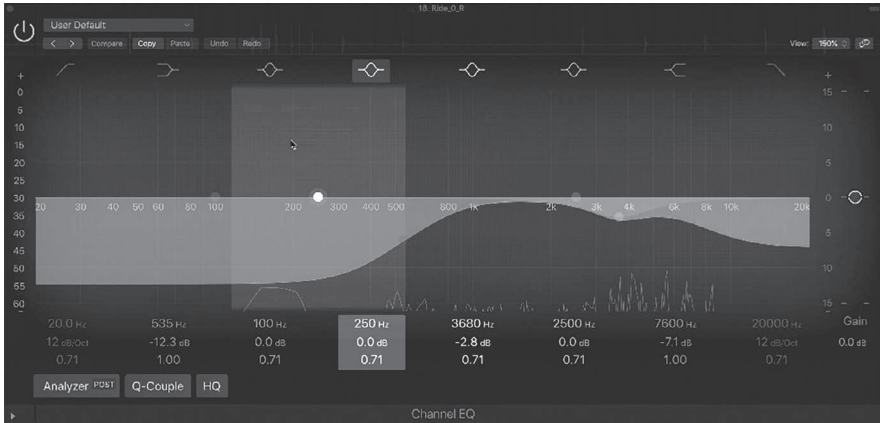 18. Ride_0_R
User Default
Compare Copy Paste Undo Redo
View: 150%
+ +
0 15
5
10 10
15
20 5
25
30 0
20 30 40 50 60 80 100 200 300 400 500 800 1k 2k 3k 4k 6k 8k 10k 20k
35
40 5
45
50 10
55
60 15
- -
20.0 Hz 535 Hz 100 Hz 250 Hz 3680 Hz 2500 Hz 7600 Hz 20000 Hz Gain
12 dB/Oct -12.3 dB 0.0 dB 0.0 dB -2.8 dB 0.0 dB -7.1 dB 12 dB/Oct 0.0 dB
0.71 1.00 0.71 0.71 0.71 0.71 1.00 0.71
Analyzer POST Q-Couple HQ
Channel EQ